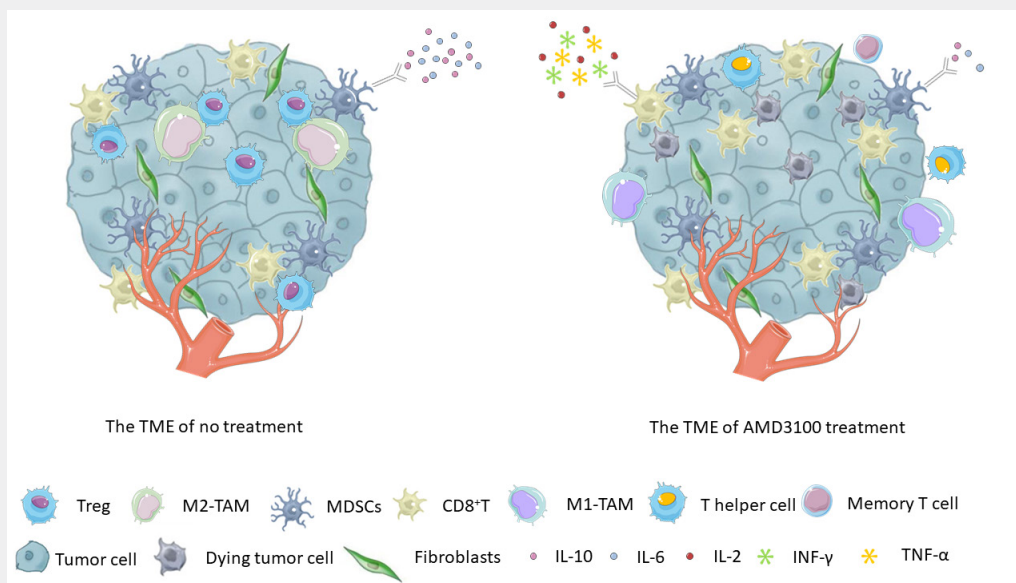 The TME of no treatment
The TME of AMD3100 treatment
Treg M2-TAM MDSCs CD8⁺T M1-TAM T helper cell Memory T cell
Tumor cell Dying tumor cell Fibroblasts IL-10 IL-6 IL-2 INF-γ TNF-α